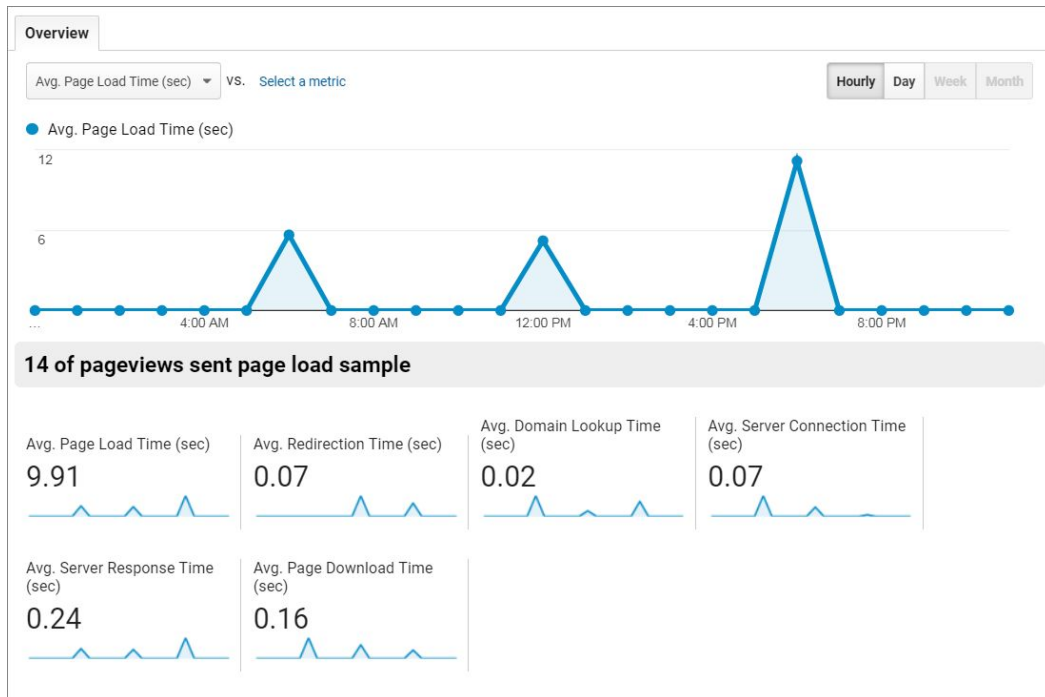 Overview
Avg. Page Load Time (sec) VS. Select a metric
Hourly Day Week Month
Avg. Page Load Time (sec)
12
6
... 4:00 AM 8:00 AM 12:00 PM 4:00 PM 8:00 PM
14 of pageviews sent page load sample
Avg. Page Load Time (sec)
9.91
Avg. Redirection Time (sec)
0.07
Avg. Domain Lookup Time
(sec)
0.02
Avg. Server Connection Time
(sec)
0.07
Avg. Server Response Time
(sec)
0.24
Avg. Page Download Time
(sec)
0.16